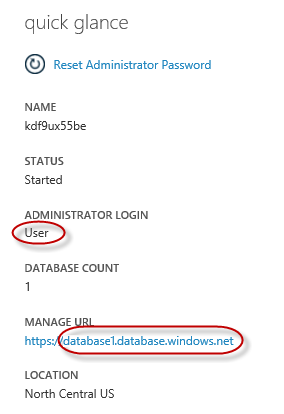 quick glance
Reset Administrator Password
NAME
kdf9ux55be
STATUS
Started
ADMINISTRATOR LOGIN
User
DATABASE COUNT
1
MANAGE URL
https://database1.database.windows.net
LOCATION
North Central US